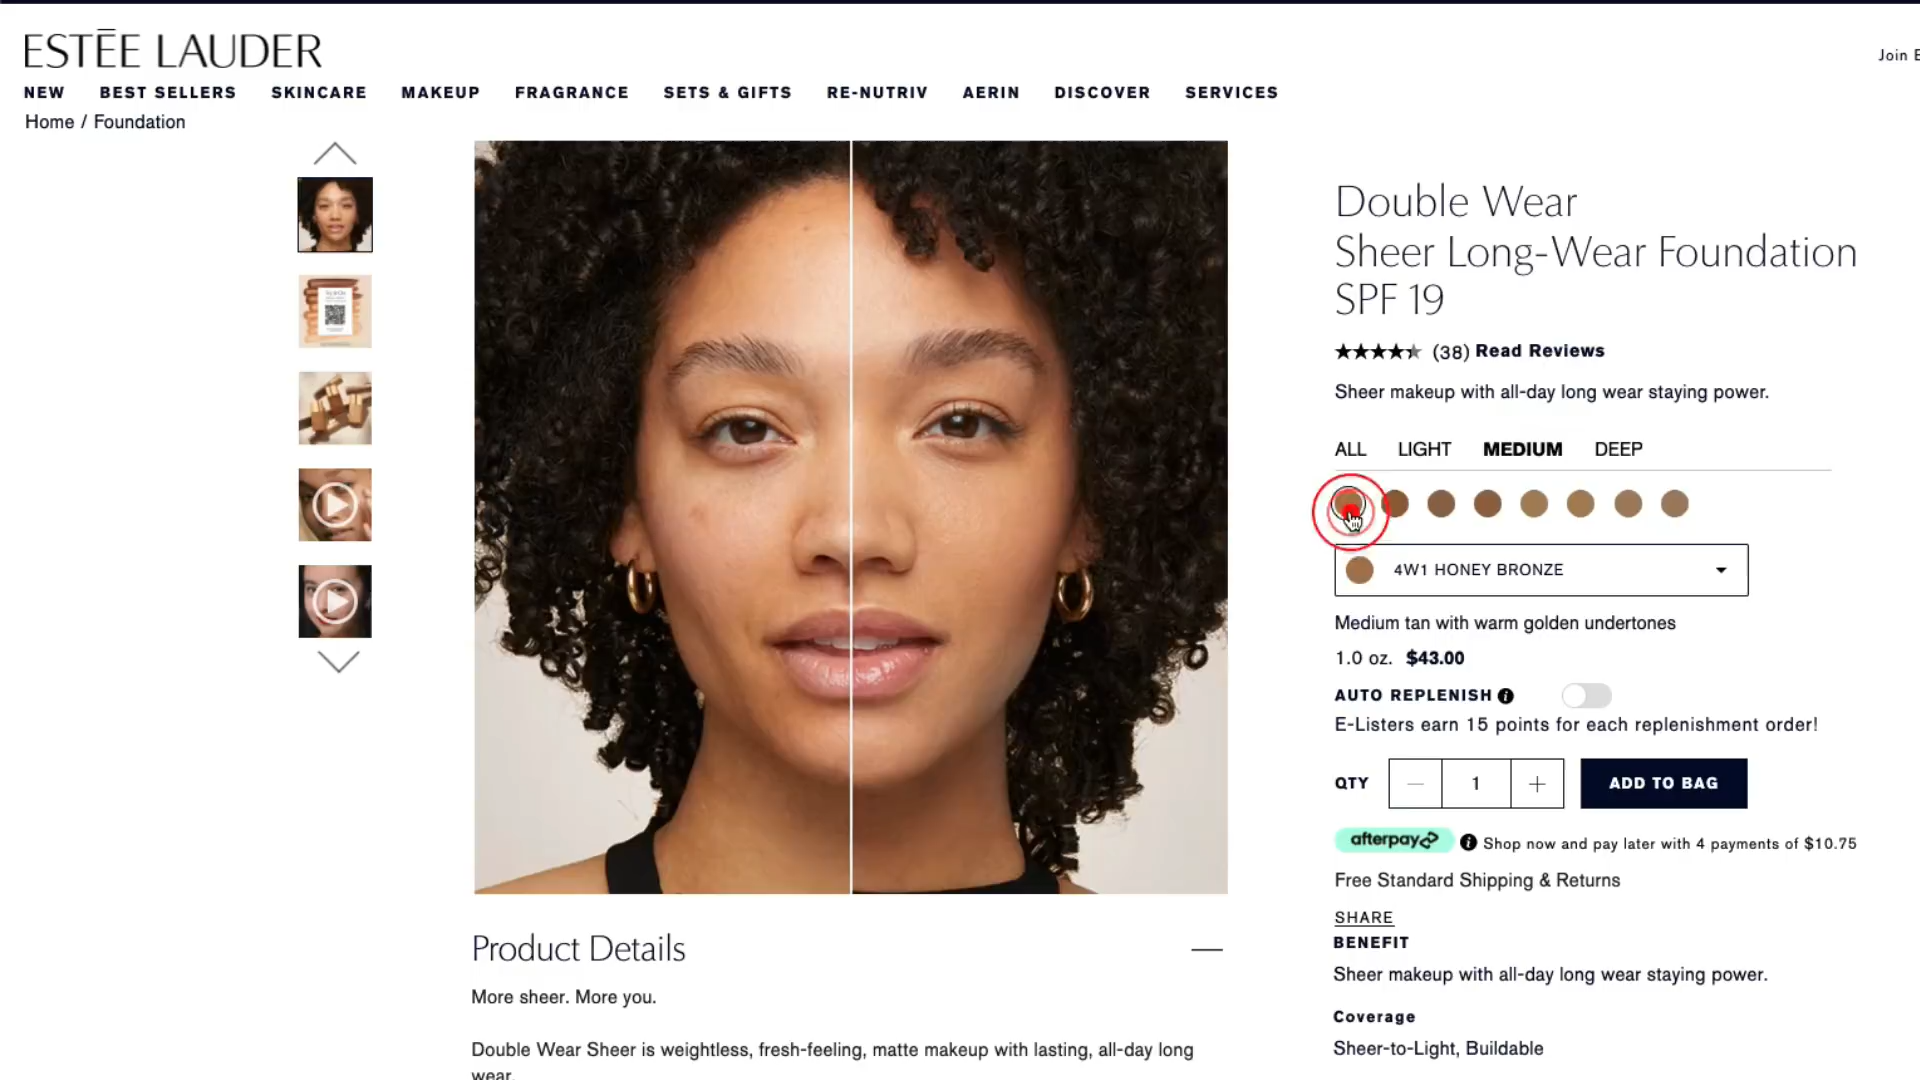 ESTĒE LAUDER
Join E
NEW BEST SELLERS SKINCARE MAKEUP FRAGRANCE SETS & GIFTS RE-NUTRIV AERIN DISCOVER SERVICES
Home / Foundation
Double Wear
Sheer Long-Wear Foundation
SPF 19
(38) Read Reviews
Sheer makeup with all-day long wear staying power.
ALL LIGHT MEDIUM DEEP
4W1 HONEY BRONZE
Medium tan with warm golden undertones
1.0 oz. $43.00
AUTO REPLENISH
E-Listers earn 15 points for each replenishment order!
QTY 1 ADD TO BAG
afterpay Shop now and pay later with 4 payments of $10.75
Free Standard Shipping & Returns
SHARE
BENEFIT
Sheer makeup with all-day long wear staying power.
Coverage
Sheer-to-Light, Buildable
Product Details
More sheer. More you.
Double Wear Sheer is weightless, fresh-feeling, matte makeup with lasting, all-day long
wear.